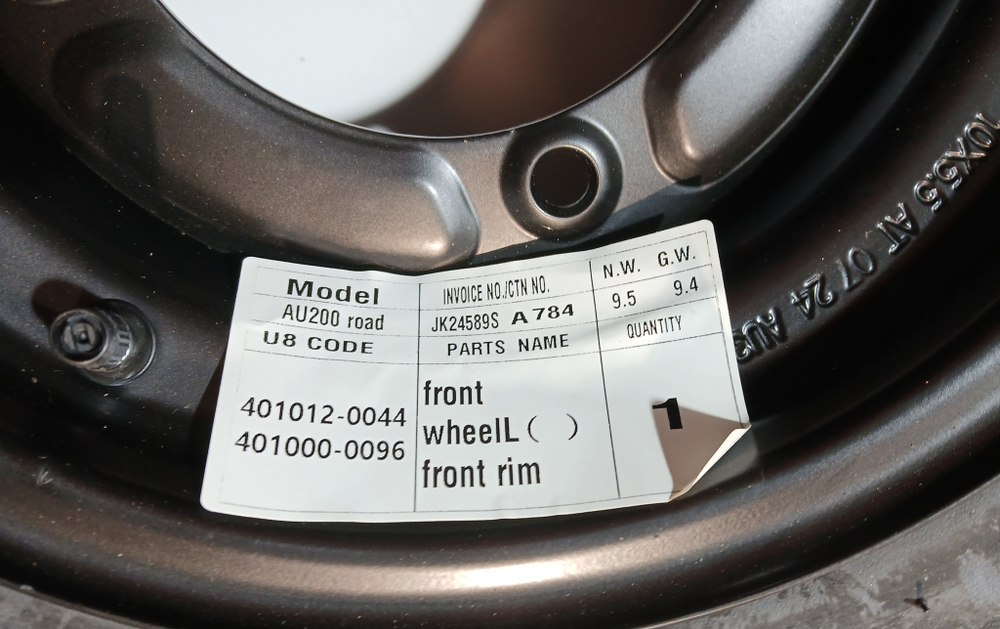 Model
AU200 road
U8 CODE
401012-0044
401000-0096
INVOICE NO./CTN NO.
JK24589S A784
PARTS NAME
front
wheelL ( )
front rim
N.W. G.W.
9.5 9.4
QUANTITY
1
10X5.5 AT 07 24